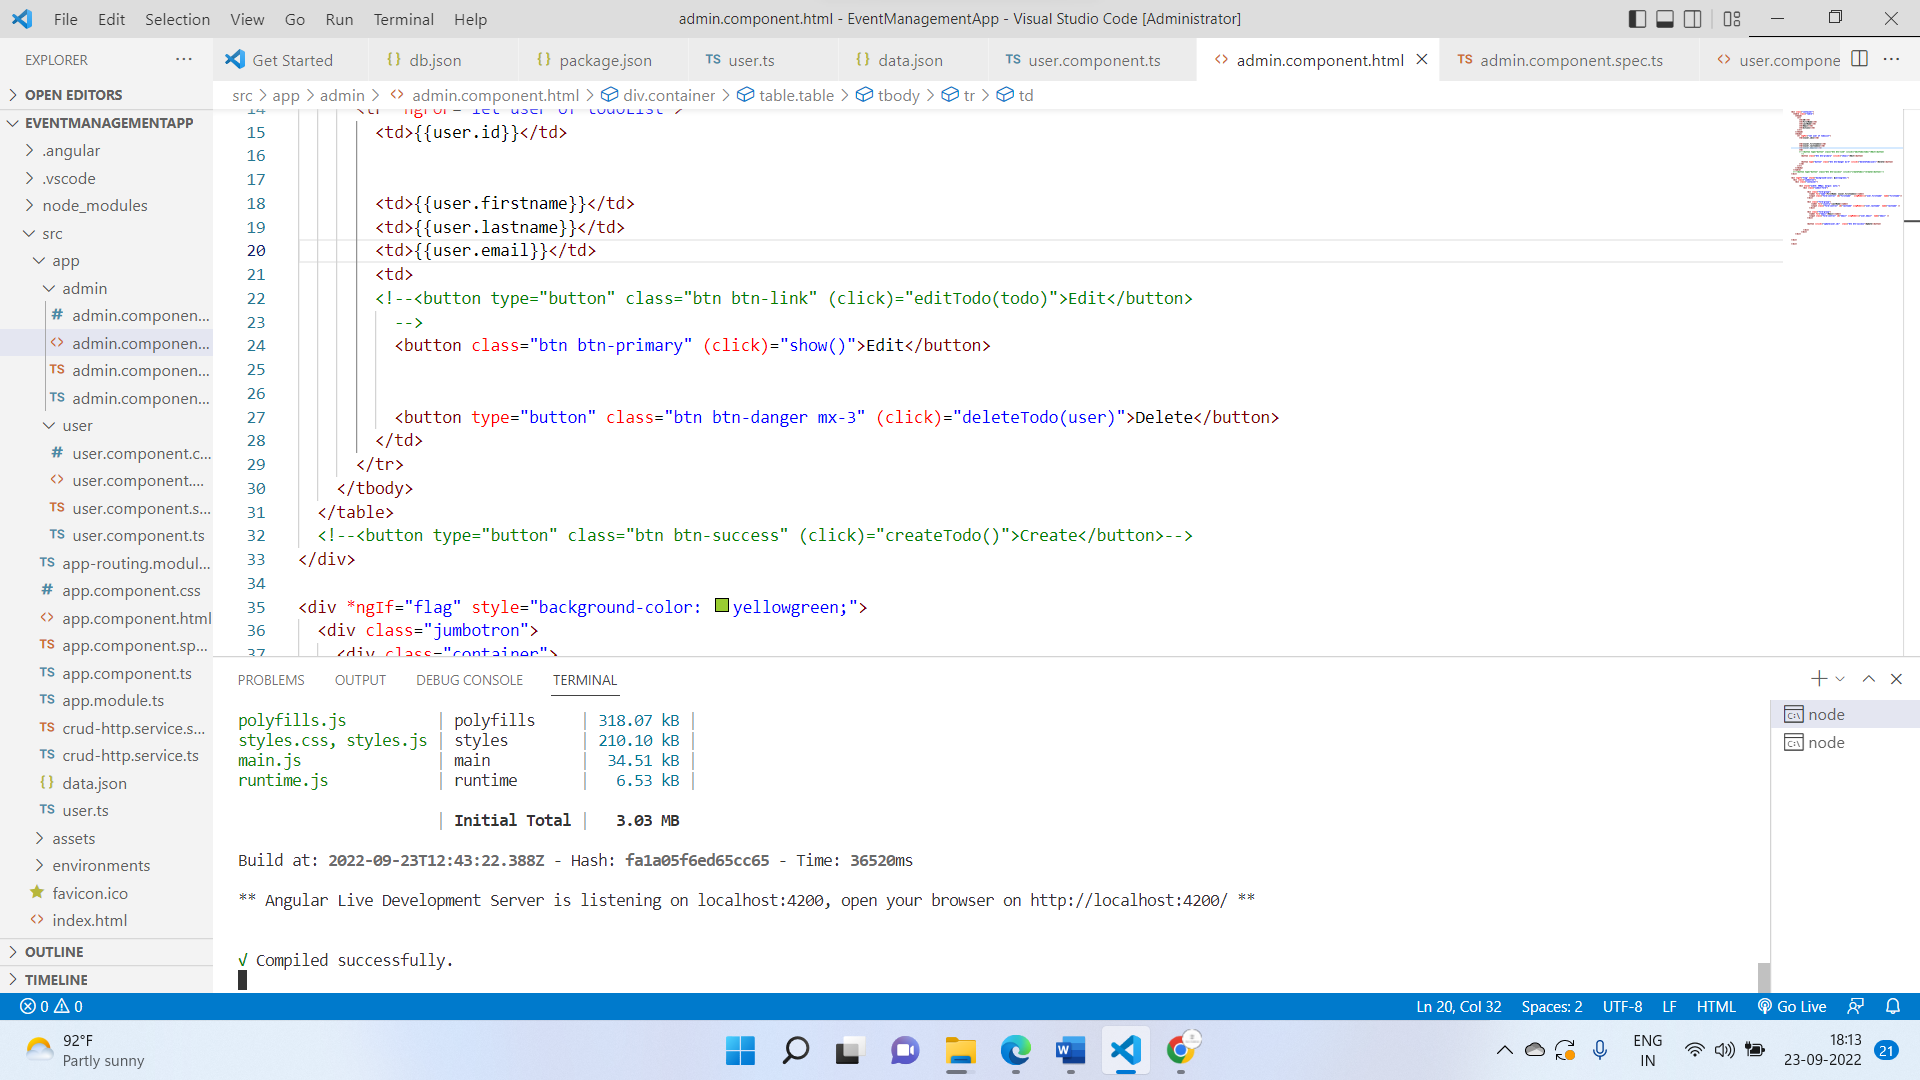 File Edit Selection View Go Run Terminal Help
admin.component.html - EventManagementApp - Visual Studio Code [Administrator]
EXPLORER
Get Started
db.json
package.json
user.ts
data.json
user.component.ts
admin.component.html
admin.component.spec.ts
user.compone
src > app > admin > admin.component.html > div.container > table.table > tbody > tr > td
OPEN EDITORS
EVENTMANAGEMENTAPP
.angular
.vscode
node_modules
src
app
admin
admin.componen...
admin.componen...
admin.componen...
admin.componen...
user
user.component.c...
user.component....
user.component.s...
user.component.ts
app-routing.modul...
app.component.css
app.component.html
app.component.sp...
app.component.ts
app.module.ts
crud-http.service.s...
crud-http.service.ts
data.json
user.ts
assets
environments
favicon.ico
index.html
OUTLINE
TIMELINE
14 <tr *ngFor="let user of todoList">
15 <td>{{user.id}}</td>
16
17
18 <td>{{user.firstname}}</td>
19 <td>{{user.lastname}}</td>
20 <td>{{user.email}}</td>
21 <td>
22 <!--<button type="button" class="btn btn-link" (click)="editTodo(todo)">Edit</button>
23 -->
24 <button class="btn btn-primary" (click)="show()">Edit</button>
25
26
27 <button type="button" class="btn btn-danger mx-3" (click)="deleteTodo(user)">Delete</button>
28 </td>
29 </tr>
30 </tbody>
31 </table>
32 <!--<button type="button" class="btn btn-success" (click)="createTodo()">Create</button>-->
33 </div>
34
35 <div *ngIf="flag" style="background-color: yellowgreen;">
36 <div class="jumbotron">
37 <div class="container">
PROBLEMS OUTPUT DEBUG CONSOLE TERMINAL
polyfills.js | polyfills | 318.07 kB |
styles.css, styles.js | styles | 210.10 kB |
main.js | main | 34.51 kB |
runtime.js | runtime | 6.53 kB |
| Initial Total | 3.03 MB
Build at: 2022-09-23T12:43:22.388Z - Hash: fa1a05f6ed65cc65 - Time: 36520ms
** Angular Live Development Server is listening on localhost:4200, open your browser on http://localhost:4200/ **
√ Compiled successfully.
node
node
0 0
Ln 20, Col 32 Spaces: 2 UTF-8 LF HTML Go Live
92°F
Partly sunny
ENG
IN
18:13
23-09-2022
21